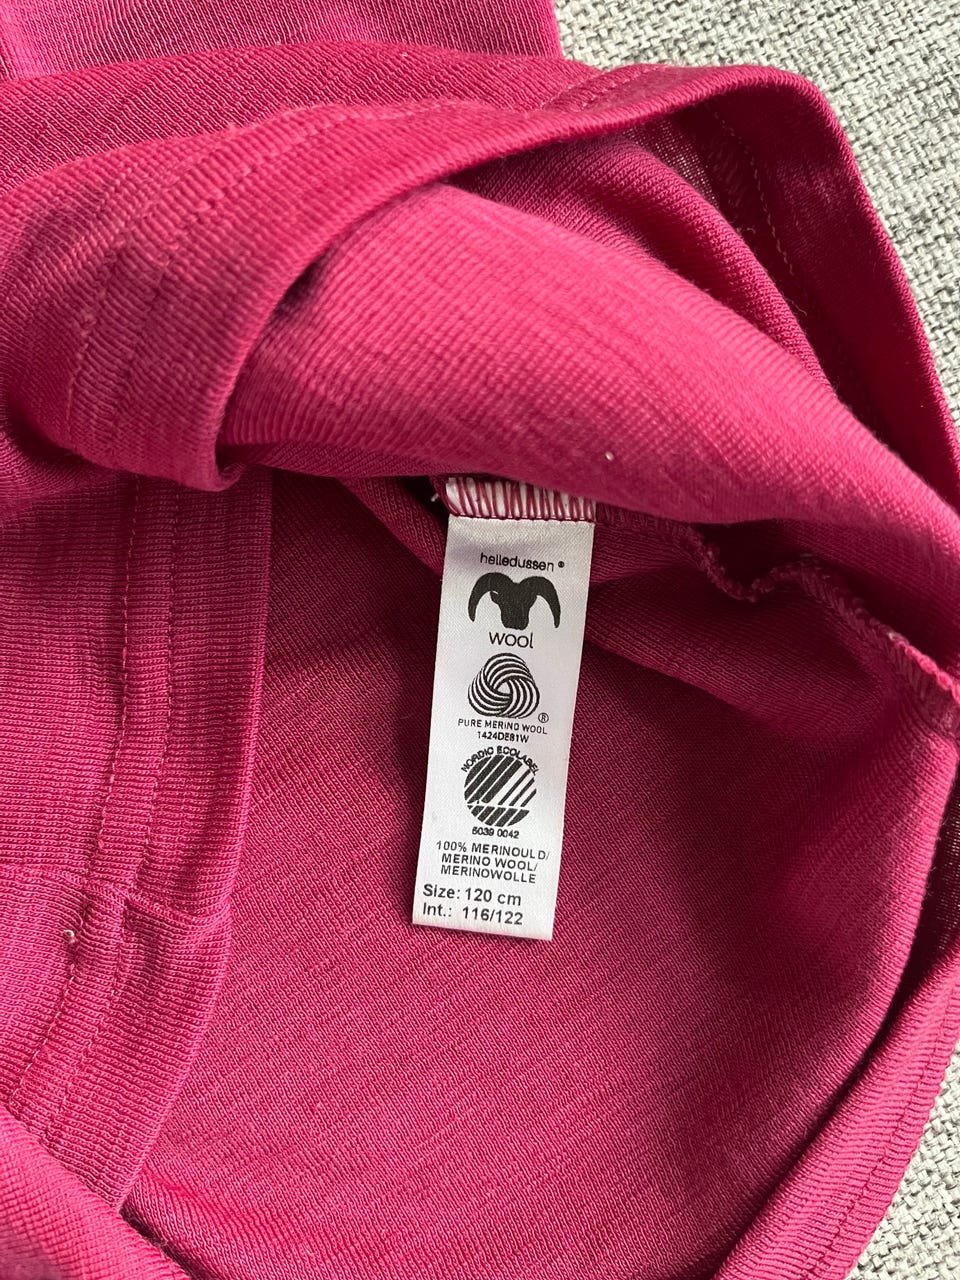 helledussen ®
wool
®
PURE MERINO WOOL
1424DE81W
NORDIC ECOLABEL
5039 0042
100% MERINOULD/
MERINO WOOL/
MERINOWOLLE
Size: 120 cm
Int.: 116/122